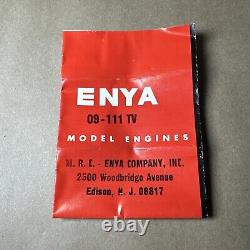 ENYA
09-111 TV
MODEL ENGINES
M. R. C. - ENYA COMPANY, INC.
2500 Woodbridge Avenue
Edison, N. J. 08817